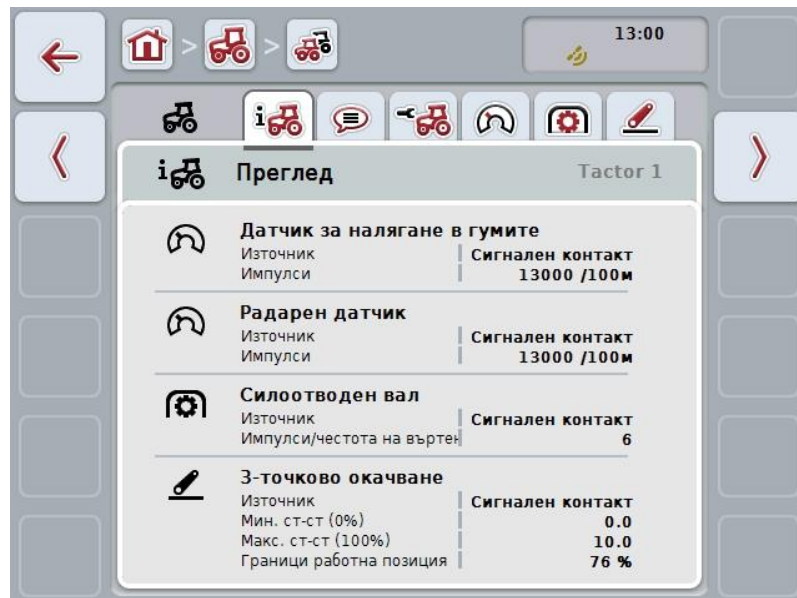 13:00
Преглед Tactor 1
Датчик за налягане в гумите
Източник Сигнален контакт
Импулси 13000 /100м
Радарен датчик
Източник Сигнален контакт
Импулси 13000 /100м
Силоотводен вал
Източник Сигнален контакт
Импулси/честота на въртен 6
3-точково окачване
Източник Сигнален контакт
Мин. ст-ст (0%) 0.0
Макс. ст-ст (100%) 10.0
Граници работна позиция 76 %